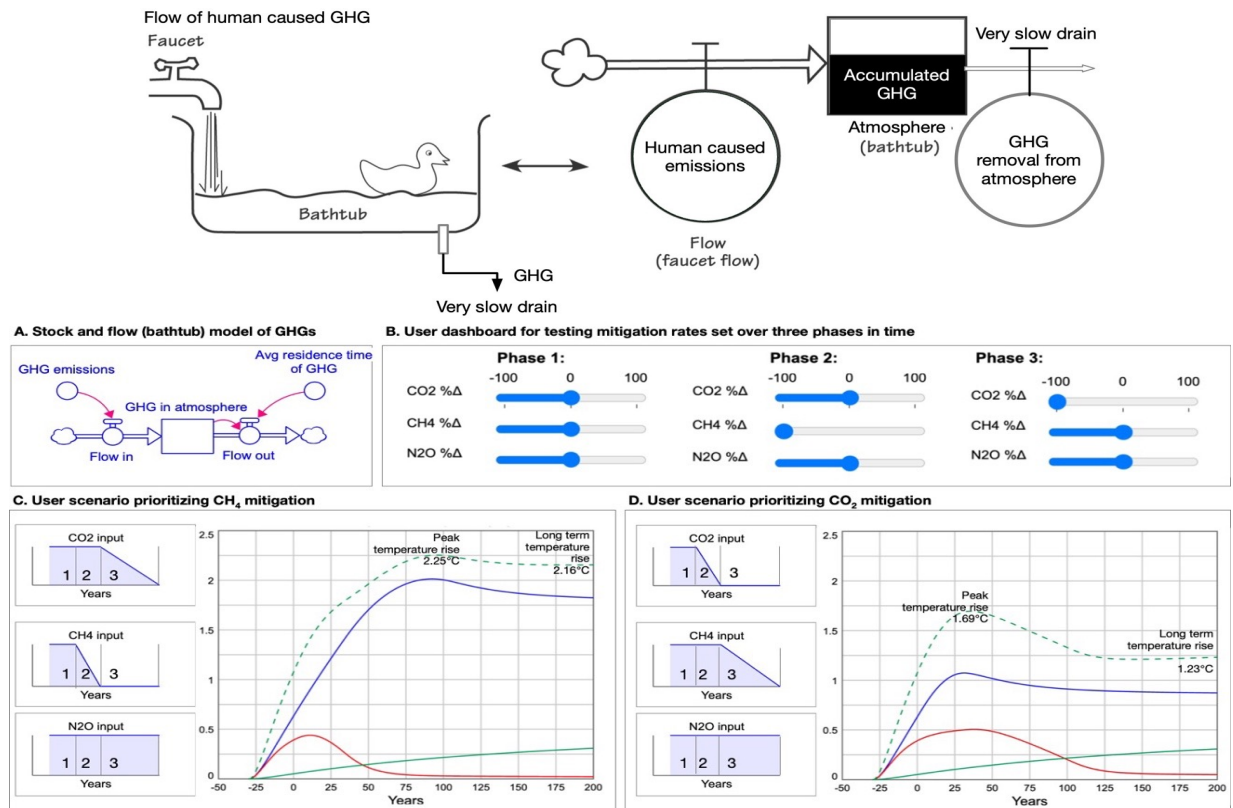 Flow of human caused GHG
Faucet
Bathtub
GHG
Very slow drain
Human caused
emissions
Flow
(faucet flow)
Accumulated
GHG
Atmosphere
(bathtub)
Very slow drain
GHG
removal from
atmosphere
A. Stock and flow (bathtub) model of GHGs
GHG emissions
Avg residence time
of GHG
GHG in atmosphere
Flow in
Flow out
B. User dashboard for testing mitigation rates set over three phases in time
Phase 1:
-100 0 100
CO2 %Δ
CH4 %Δ
N2O %Δ
Phase 2:
-100 0 100
CO2 %Δ
CH4 %Δ
N2O %Δ
Phase 3:
-100 0 100
CO2 %Δ
CH4 %Δ
N2O %Δ
C. User scenario prioritizing CH₄ mitigation
CO2 input
1 2 3
Years
CH4 input
1 2 3
Years
N2O input
1 2 3
Years
2.5
2
1.5
1
0.5
0
Peak
temperature rise
2.25°C
Long term
temperature
rise
2.16°C
-50 -25 0 25 50 75 100 125 150 175 200
Years
D. User scenario prioritizing CO₂ mitigation
CO2 input
1 2 3
Years
CH4 input
1 2 3
Years
N2O input
1 2 3
Years
2.5
2
1.5
1
0.5
0
Peak
temperature rise
1.69°C
Long term
temperature rise
1.23°C
-50 -25 0 25 50 75 100 125 150 175 200
Years